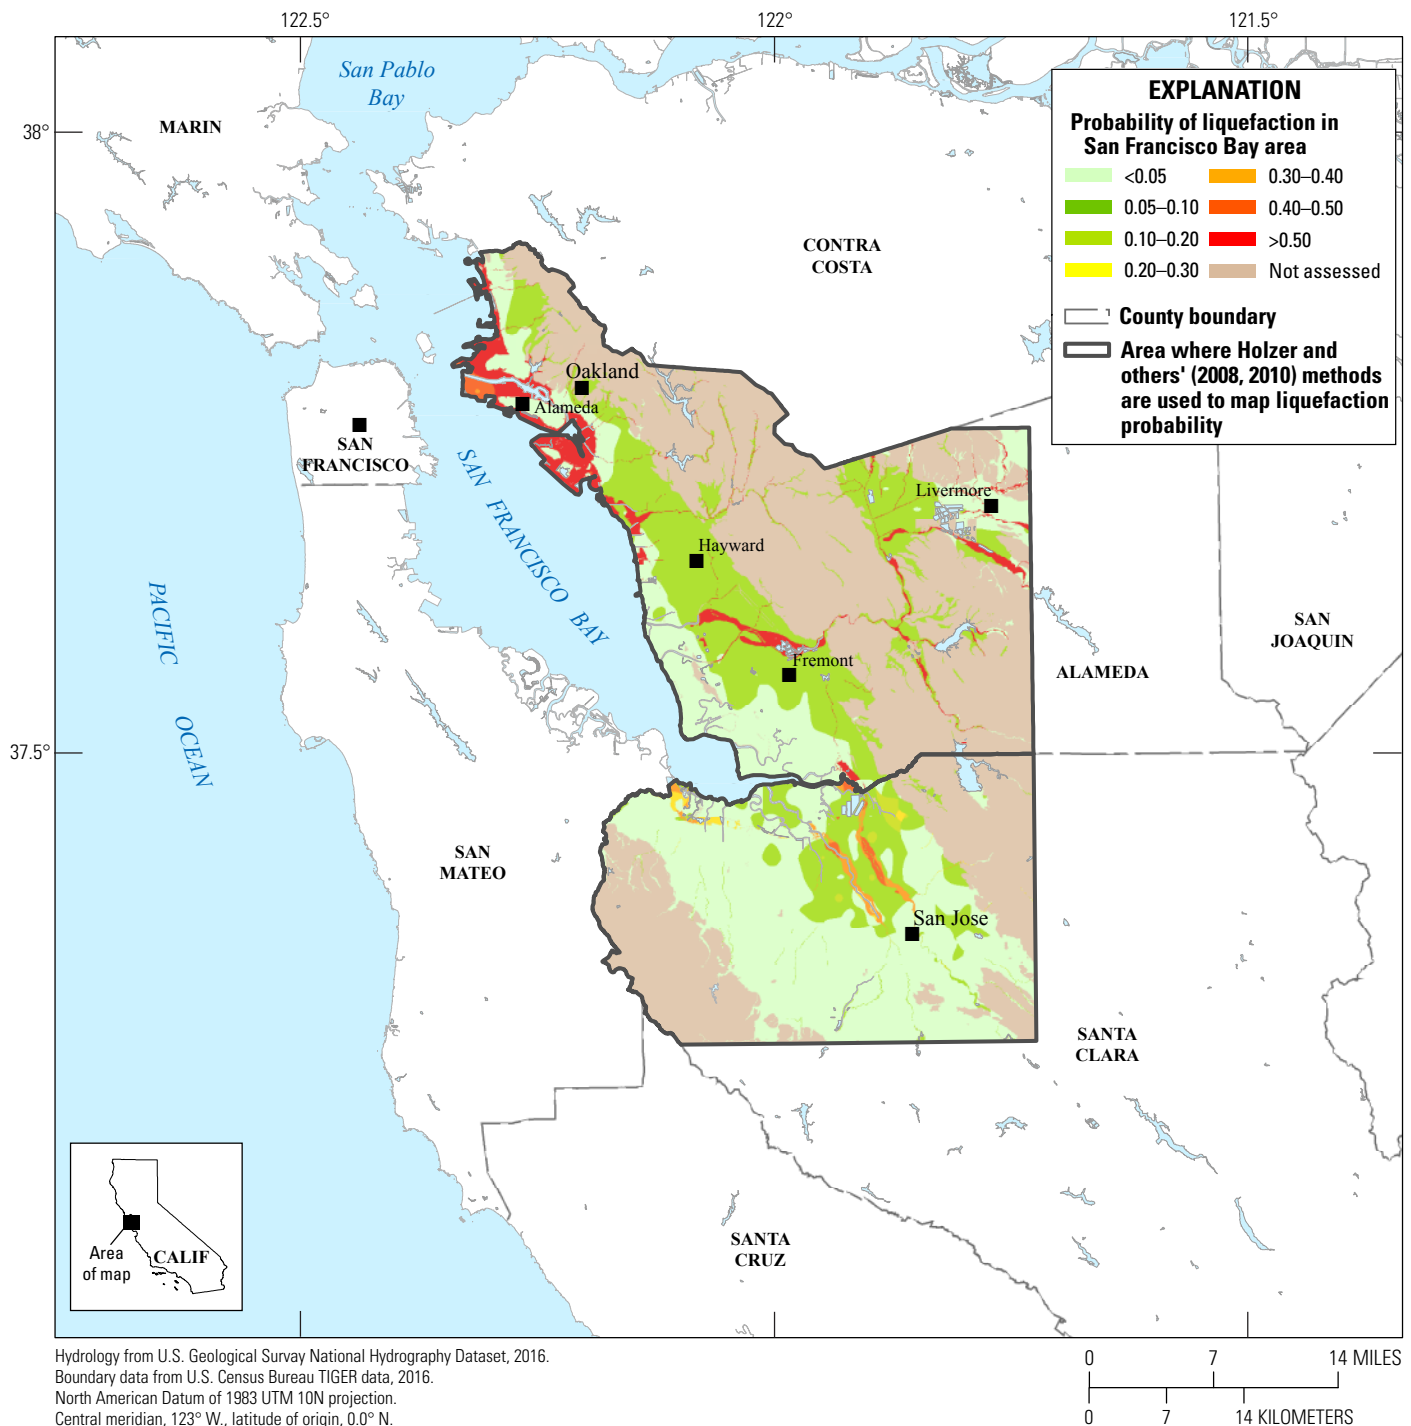 122.5°
122°
121.5°
38°
37.5°
San Pablo
Bay
MARIN
CONTRA
COSTA
EXPLANATION
Probability of liquefaction in
San Francisco Bay area
<0.05
0.05–0.10
0.10–0.20
0.20–0.30
0.30–0.40
0.40–0.50
>0.50
Not assessed
County boundary
Area where Holzer and
others' (2008, 2010) methods
are used to map liquefaction
probability
Oakland
Alameda
SAN
FRANCISCO
SAN FRANCISCO BAY
Livermore
Hayward
PACIFIC OCEAN
Fremont
SAN
JOAQUIN
ALAMEDA
SAN
MATEO
San Jose
SANTA
CLARA
SANTA
CRUZ
Area
of map
CALIF
Hydrology from U.S. Geological Survay National Hydrography Dataset, 2016.
Boundary data from U.S. Census Bureau TIGER data, 2016.
North American Datum of 1983 UTM 10N projection.
Central meridian, 123° W., latitude of origin, 0.0° N.
0 7 14 MILES
0 7 14 KILOMETERS